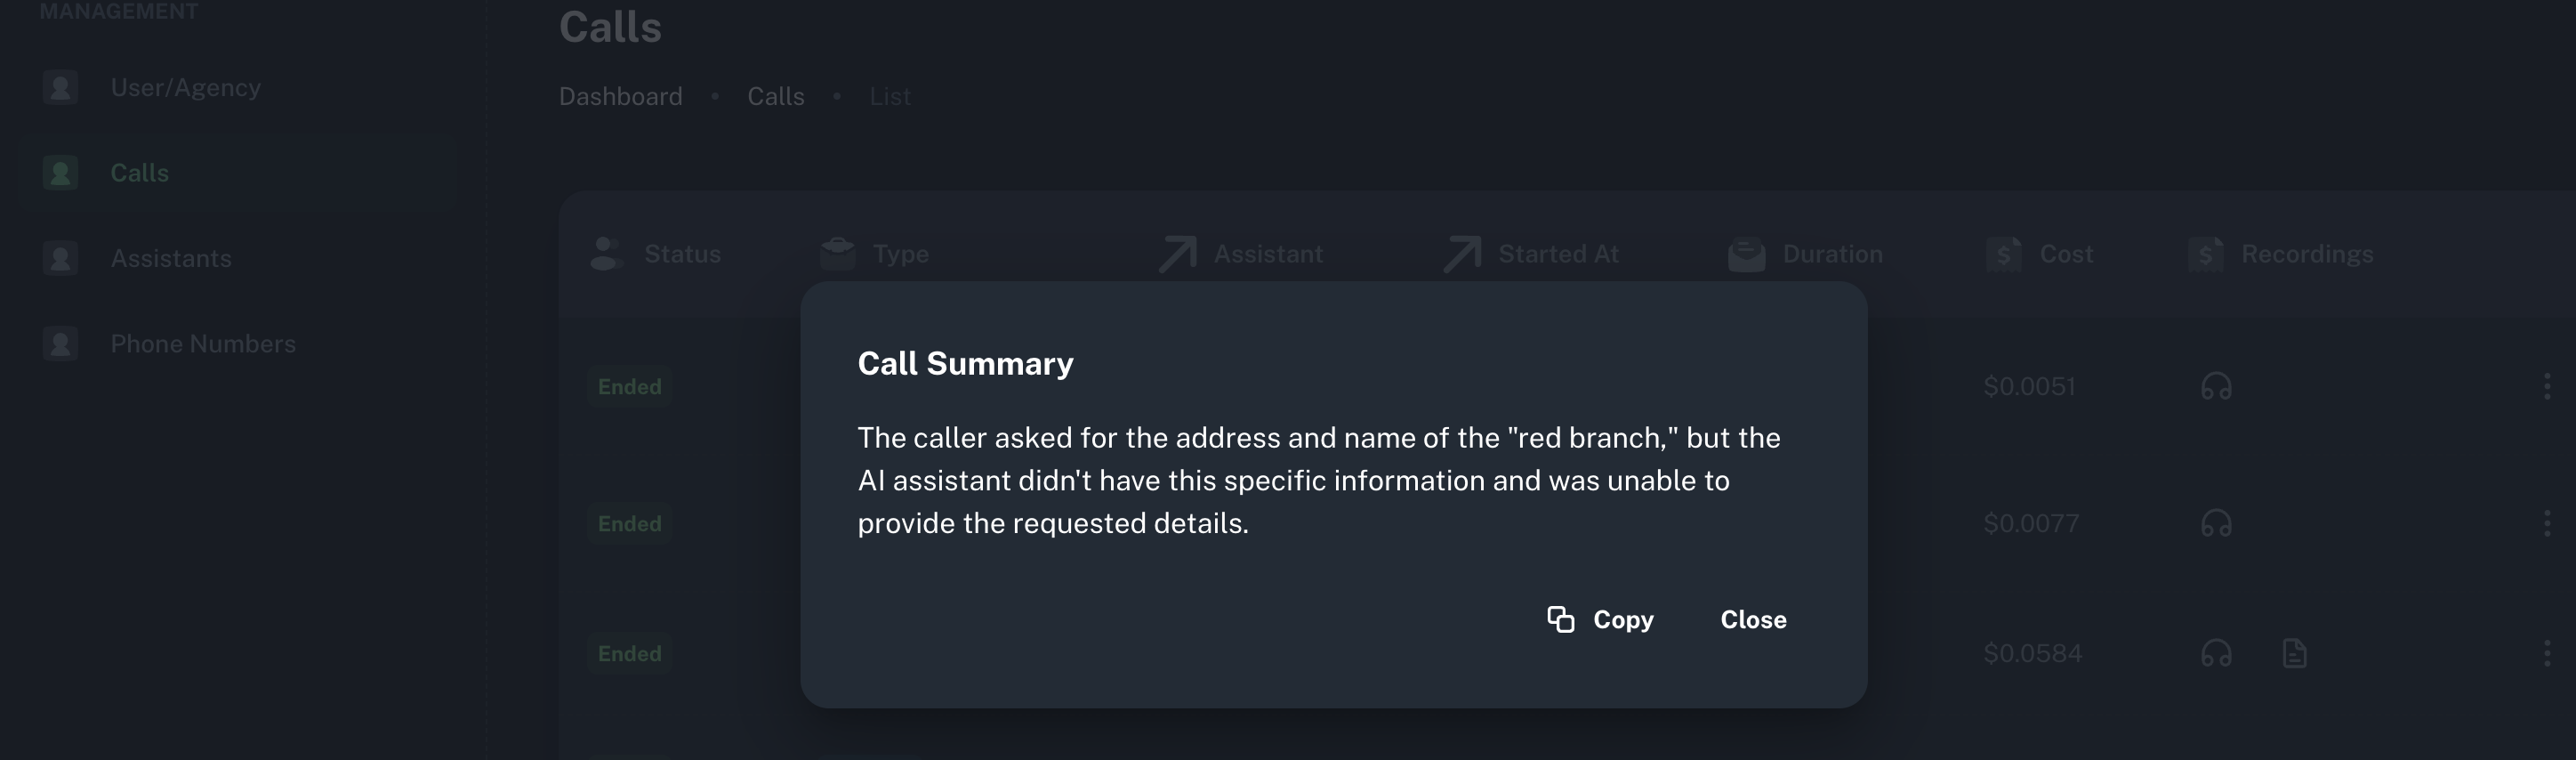 MANAGEMENT
User/Agency
Calls
Assistants
Phone Numbers
Calls
Dashboard • Calls • List
Status Type Assistant Started At Duration Cost Recordings
Ended $0.0051
Ended $0.0077
Ended $0.0584
Call Summary
The caller asked for the address and name of the "red branch," but the
AI assistant didn't have this specific information and was unable to
provide the requested details.
Copy Close